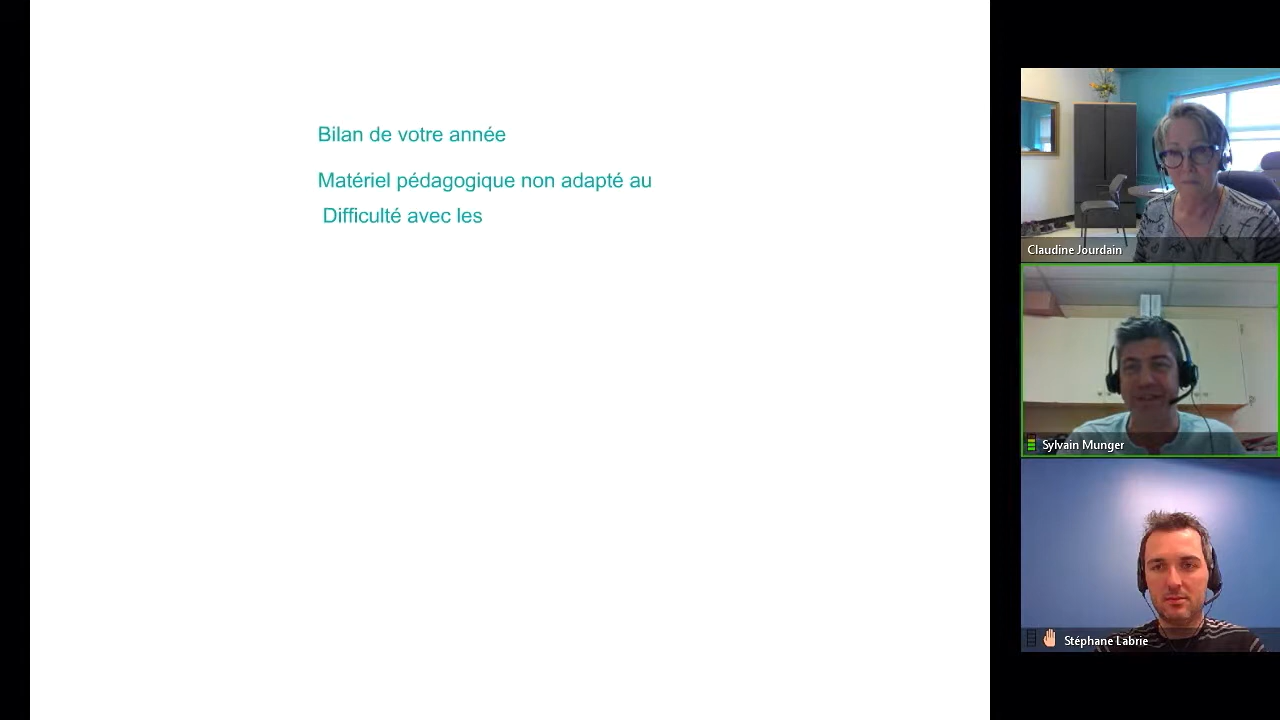 Bilan de votre année
Matériel pédagogique non adapté au
Difficulté avec les
Claudine Jourdain
Sylvain Munger
Stéphane Labrie